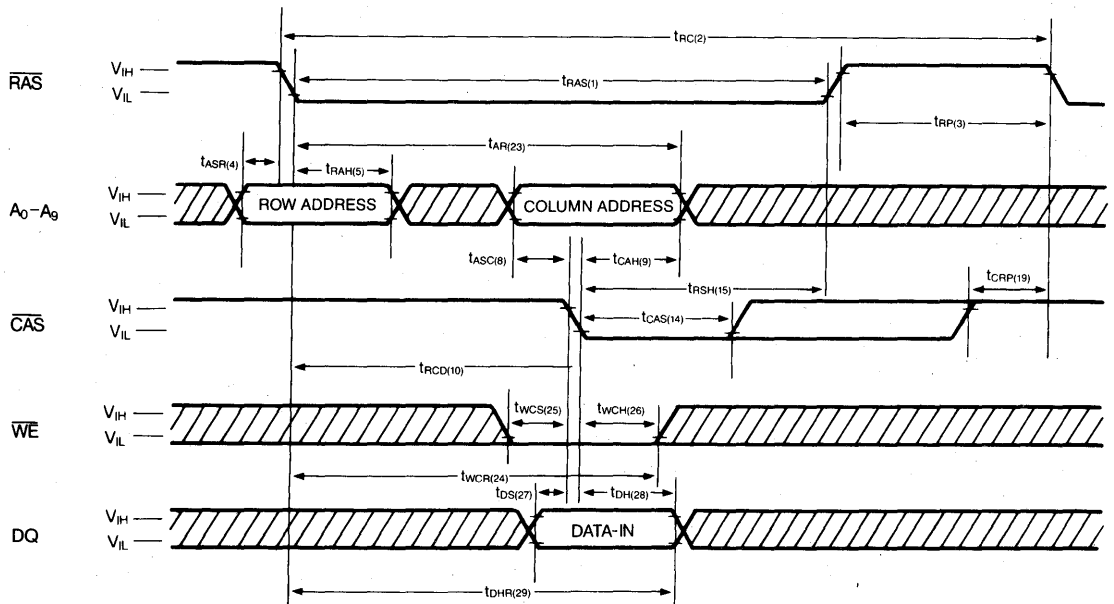 tRC(2)
RAS VIH
VIL
tRAS(1)
tRP(3)
tAR(23)
tASR(4) tRAH(5)
A0–A9 VIH
VIL
ROW ADDRESS COLUMN ADDRESS
tASC(8) tCAH(9)
tRSH(15) tCRP(19)
CAS VIH
VIL
tCAS(14)
tRCD(10)
WE VIH
VIL
tWCS(25) tWCH(26)
tWCR(24)
tDS(27) tDH(28)
DQ VIH
VIL
DATA-IN
tDHR(29)